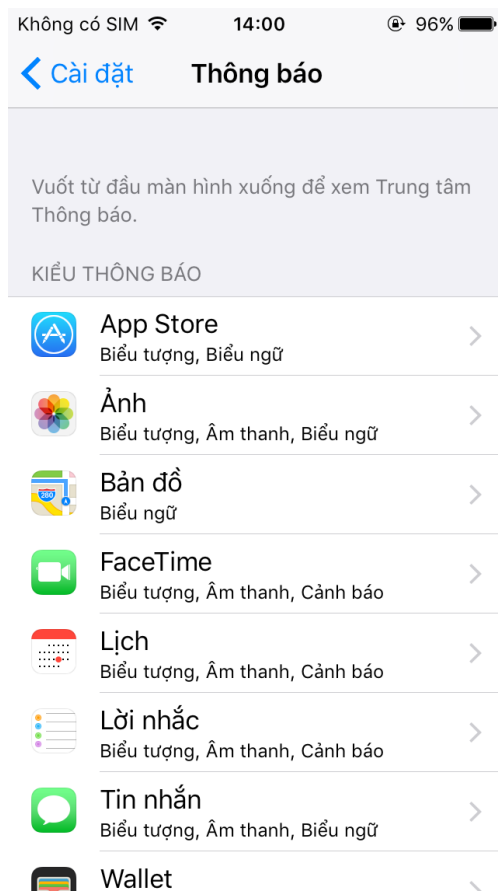 Không có SIM 14:00 96%
Cài đặt Thông báo
Vuốt từ đầu màn hình xuống để xem Trung tâm
Thông báo.
KIỂU THÔNG BÁO
App Store
Biểu tượng, Biểu ngữ
Ảnh
Biểu tượng, Âm thanh, Biểu ngữ
Bản đồ
280
Biểu ngữ
FaceTime
Biểu tượng, Âm thanh, Cảnh báo
Lịch
Biểu tượng, Âm thanh, Cảnh báo
Lời nhắc
Biểu tượng, Âm thanh, Cảnh báo
Tin nhắn
Biểu tượng, Âm thanh, Biểu ngữ
Wallet